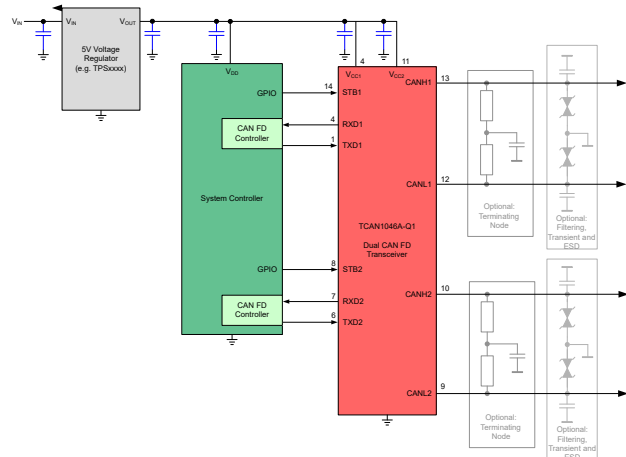 VIN
VIN
VOUT
5V Voltage
Regulator
(e.g. TPSxxxx)
VDD
GPIO
CAN FD
Controller
System Controller
GPIO
CAN FD
Controller
4
11
VCC1
VCC2
14
STB1
4
RXD1
1
TXD1
TCAN1046A-Q1
Dual CAN FD
Transceiver
8
STB2
7
RXD2
6
TXD2
CANH1
13
CANL1
12
CANH2
10
CANL2
9
Optional:
Terminating
Node
Optional:
Filtering,
Transient and
ESD
Optional:
Terminating
Node
Optional:
Filtering,
Transient and
ESD